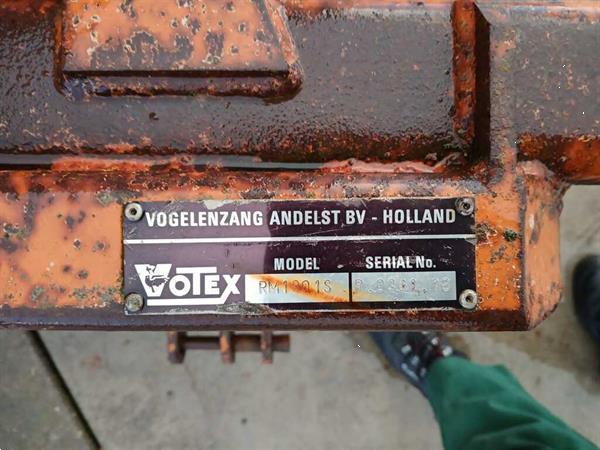 VOGELENZANG ANDELST BV - HOLLAND
MODEL SERIAL No.
VOTEX